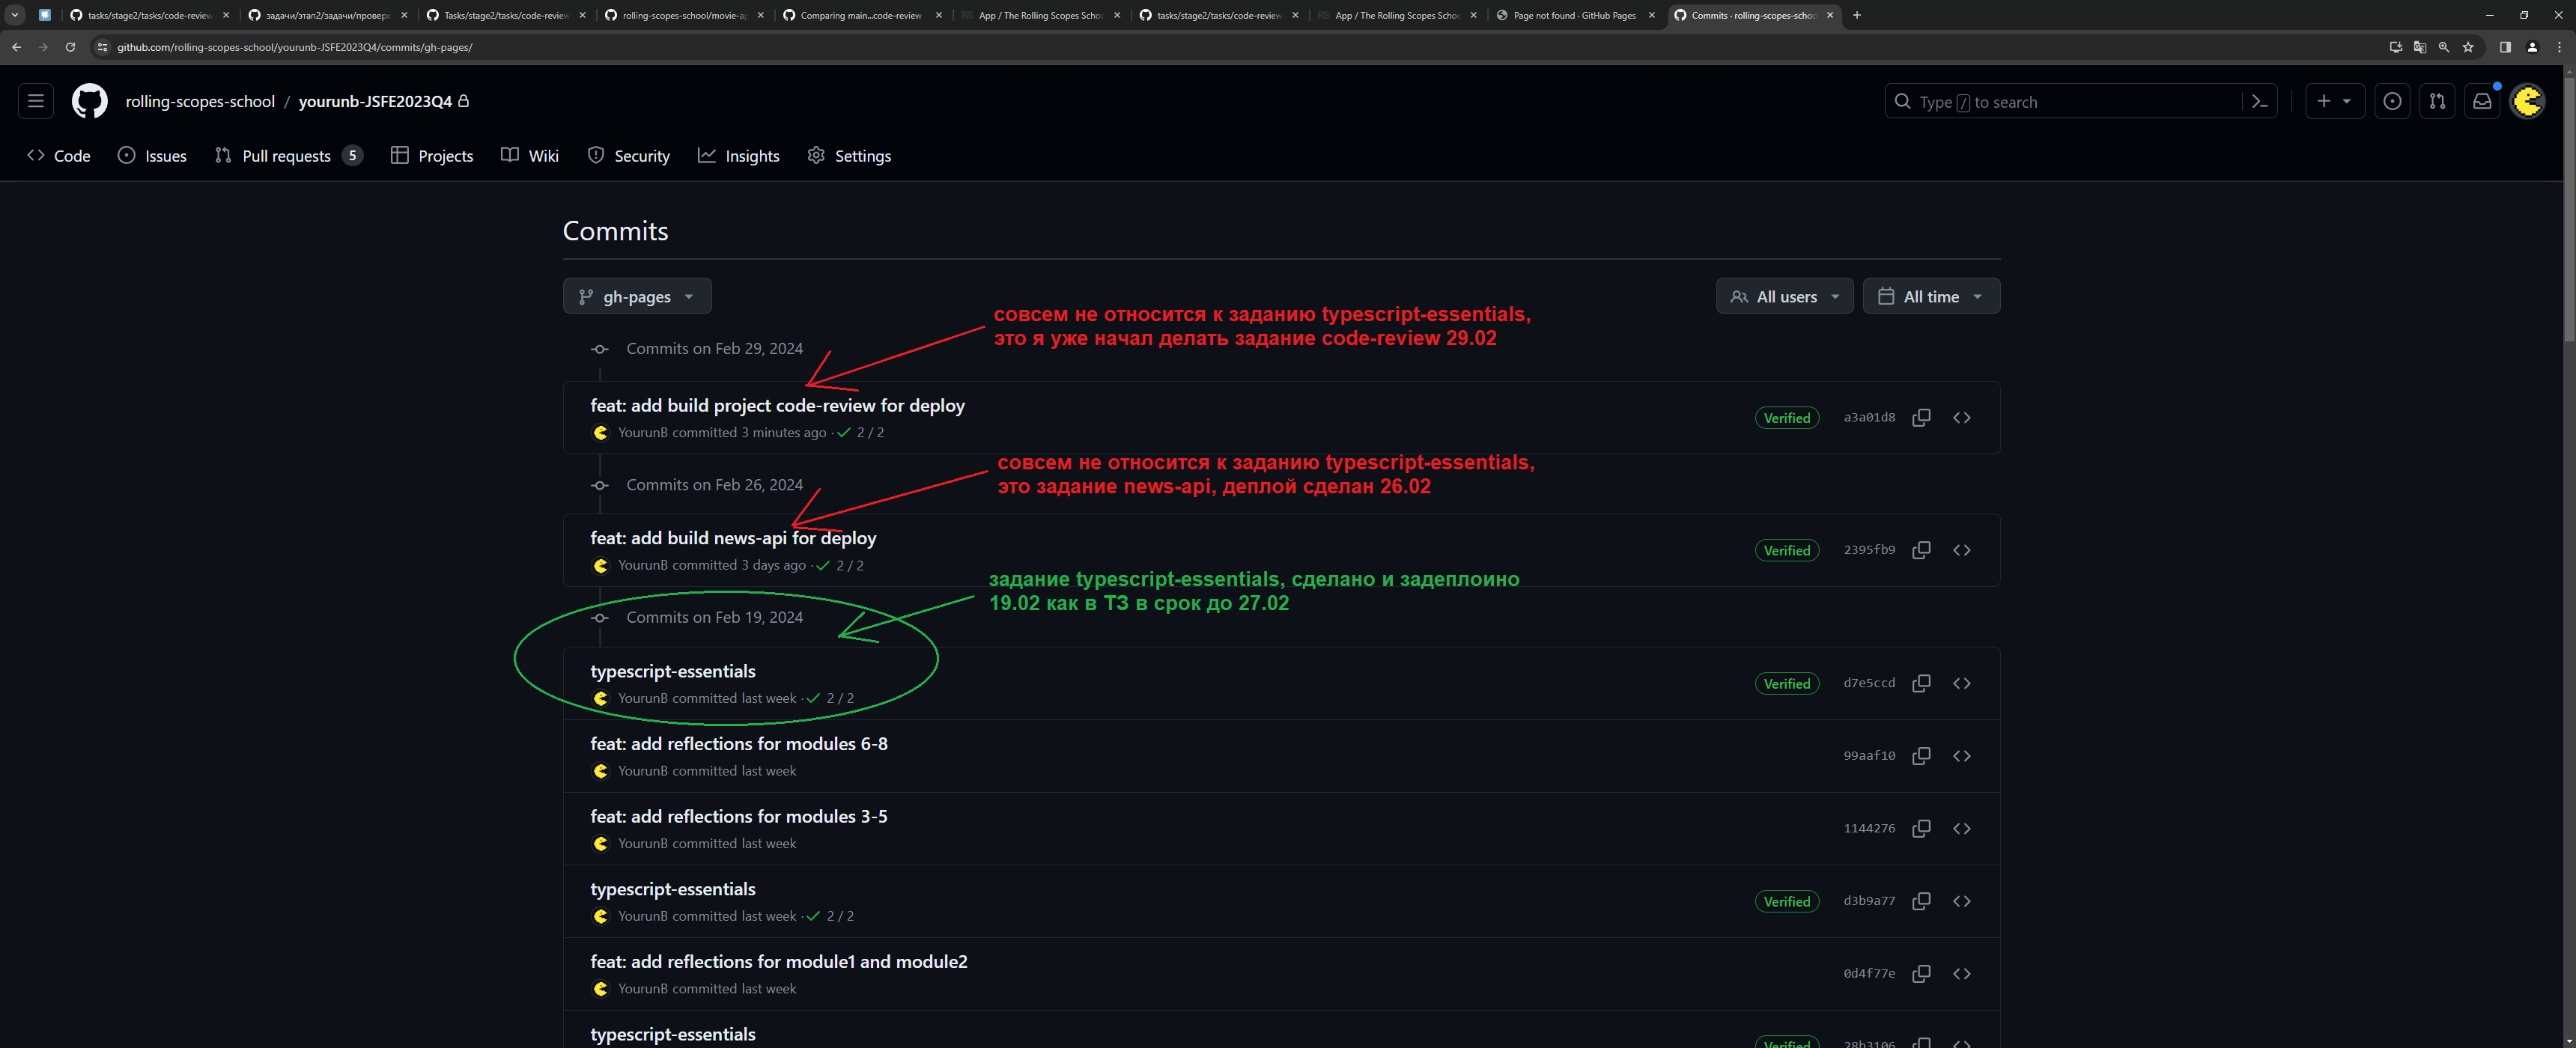 tasks/stage2/tasks/code-review
задачи/этап2/задачи/проверк
Tasks/stage2/tasks/code-review
rolling-scopes-school/movie-ap
Comparing main...code-review
App / The Rolling Scopes Schoo
tasks/stage2/tasks/code-review
App / The Rolling Scopes Schoo
Page not found · GitHub Pages
Commits · rolling-scopes-schoo
github.com/rolling-scopes-school/yourunb-JSFE2023Q4/commits/gh-pages/
rolling-scopes-school / yourunb-JSFE2023Q4
Type / to search
Code
Issues
Pull requests 5
Projects
Wiki
Security
Insights
Settings
Commits
gh-pages
All users
All time
совсем не относится к заданию typescript-essentials,
это я уже начал делать задание code-review 29.02
Commits on Feb 29, 2024
feat: add build project code-review for deploy
YourunB committed 3 minutes ago · 2 / 2
Verified
a3a01d8
совсем не относится к заданию typescript-essentials,
это задание news-api, деплой сделан 26.02
Commits on Feb 26, 2024
feat: add build news-api for deploy
YourunB committed 3 days ago · 2 / 2
Verified
2395fb9
задание typescript-essentials, сделано и задеплоино
19.02 как в ТЗ в срок до 27.02
Commits on Feb 19, 2024
typescript-essentials
YourunB committed last week · 2 / 2
Verified
d7e5ccd
feat: add reflections for modules 6-8
YourunB committed last week
99aaf10
feat: add reflections for modules 3-5
YourunB committed last week
1144276
typescript-essentials
YourunB committed last week · 2 / 2
Verified
d3b9a77
feat: add reflections for module1 and module2
YourunB committed last week
0d4f77e
typescript-essentials
Verified
28b3106